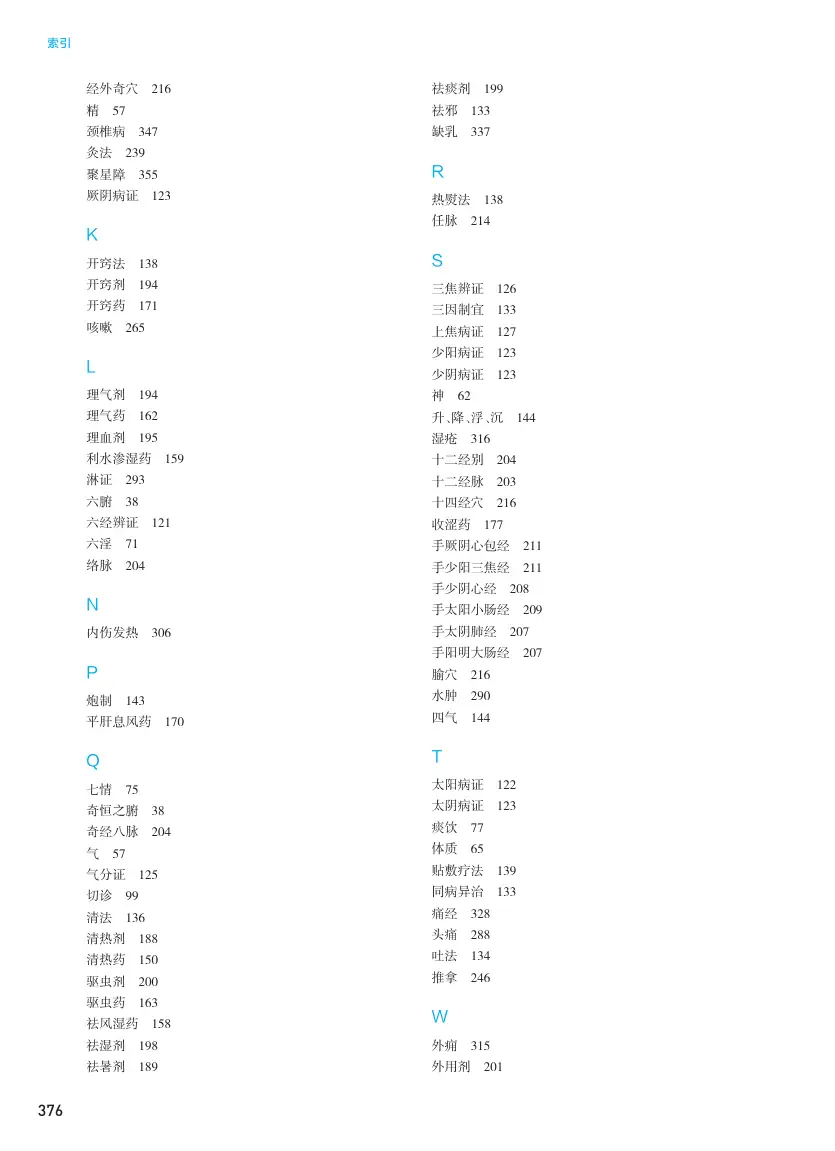 索引
经外奇穴 216
精 57
颈椎病 347
灸法 239
聚星障 355
厥阴病证 123
K
开窍法 138
开窍剂 194
开窍药 171
咳嗽 265
L
理气剂 194
理气药 162
理血剂 195
利水渗湿药 159
淋证 293
六腑 38
六经辨证 121
六淫 71
络脉 204
N
内伤发热 306
P
炮制 143
平肝息风药 170
Q
七情 75
奇恒之腑 38
奇经八脉 204
气 57
气分证 125
切诊 99
清法 136
清热剂 188
清热药 150
驱虫剂 200
驱虫药 163
祛风湿药 158
祛湿剂 198
祛暑剂 189
祛痰剂 199
祛邪 133
缺乳 337
R
热熨法 138
任脉 214
S
三焦辨证 126
三因制宜 133
上焦病证 127
少阳病证 123
少阴病证 123
神 62
升、降、浮、沉 144
湿疮 316
十二经别 204
十二经脉 203
十四经穴 216
收涩药 177
手厥阴心包经 211
手少阳三焦经 211
手少阴心经 208
手太阳小肠经 209
手太阴肺经 207
手阳明大肠经 207
腧穴 216
水肿 290
四气 144
T
太阳病证 122
太阴病证 123
痰饮 77
体质 65
贴敷疗法 139
同病异治 133
痛经 328
头痛 288
吐法 134
推拿 246
W
外痈 315
外用剂 201
376